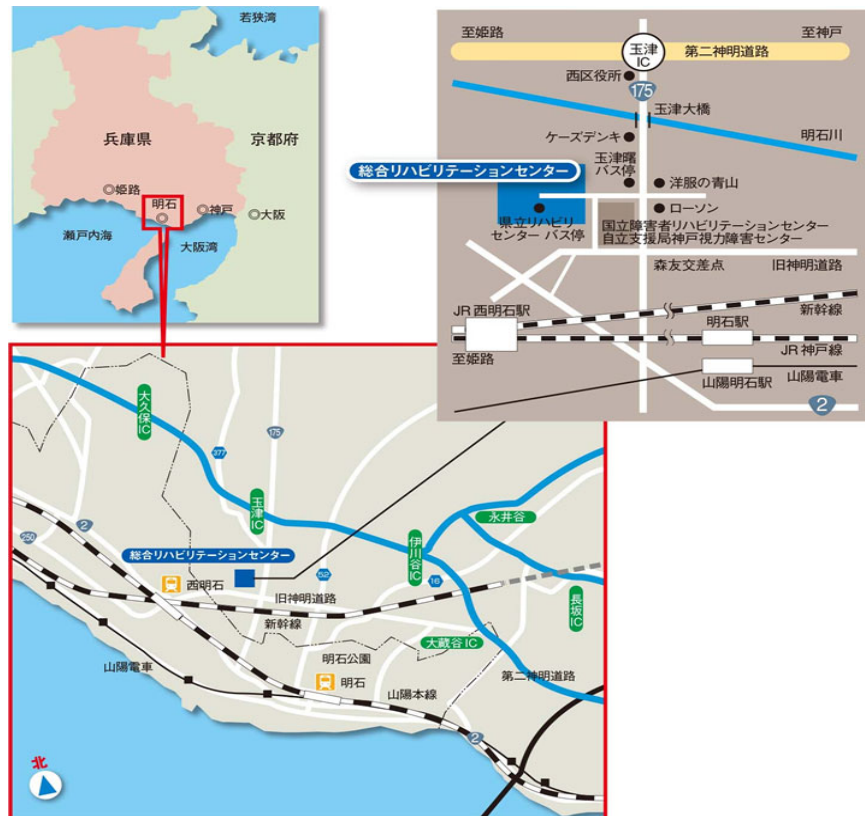 若狭湾
兵庫県
京都府
姫路
明石
神戸
大阪
瀬戸内海
大阪湾
至姫路
玉津
IC
第二神明道路
至神戸
西区役所
175
玉津大橋
明石川
ケーズデンキ
玉津曙
バス停
総合リハビリテーションセンター
洋服の青山
ローソン
県立リハビリ
センター バス停
国立障害者リハビリテーションセンター
自立支援局神戸視力障害センター
森友交差点
旧神明道路
JR 西明石駅
新幹線
明石駅
至姫路
JR 神戸線
山陽明石駅
山陽電車
2
大久保IC
175
377
玉津IC
2
250
総合リハビリテーションセンター
伊川谷IC
永井谷
西明石
52
16
旧神明道路
新幹線
長坂IC
大蔵谷IC
明石公園
山陽電車
明石
山陽本線
第二神明道路
2
北